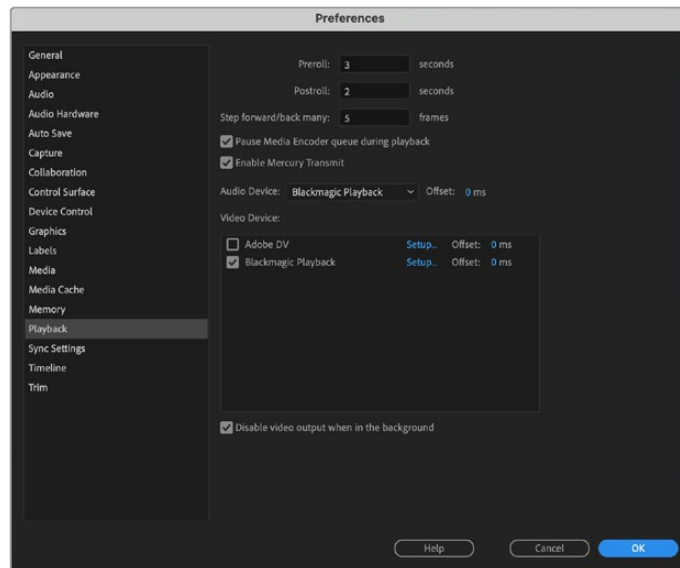 Preferences
General
Appearance
Audio
Audio Hardware
Auto Save
Capture
Collaboration
Control Surface
Device Control
Graphics
Labels
Media
Media Cache
Memory
Playback
Sync Settings
Timeline
Trim
Preroll: 3 seconds
Postroll: 2 seconds
Step forward/back many: 5 frames
Pause Media Encoder queue during playback
Enable Mercury Transmit
Audio Device: Blackmagic Playback Offset: 0 ms
Video Device:
Adobe DV Setup... Offset: 0 ms
Blackmagic Playback Setup... Offset: 0 ms
Disable video output when in the background
Help Cancel OK